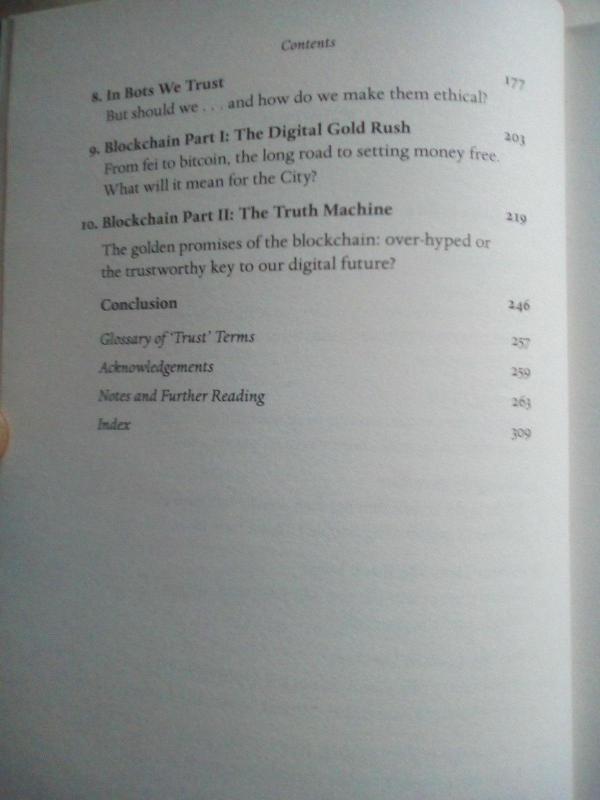 Contents
8. In Bots We Trust 177
But should we . . . and how do we make them ethical?
9. Blockchain Part I: The Digital Gold Rush 203
From fei to bitcoin, the long road to setting money free.
What will it mean for the City?
10. Blockchain Part II: The Truth Machine 219
The golden promises of the blockchain: over-hyped or
the trustworthy key to our digital future?
Conclusion 246
Glossary of ‘Trust’ Terms 257
Acknowledgements 259
Notes and Further Reading 263
Index 309